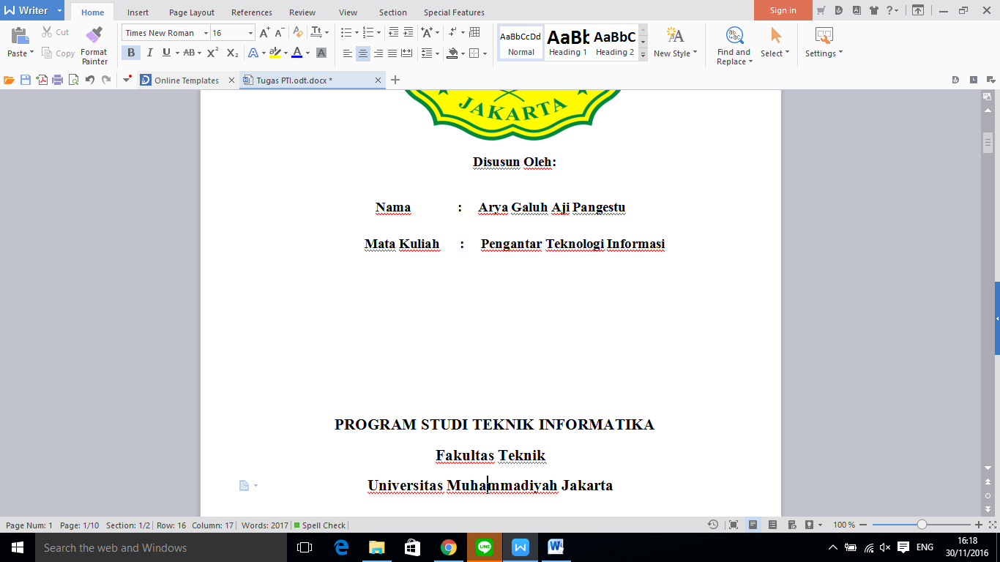 Writer Home Insert Page Layout References Review View Section Special Features Sign in
Times New Roman 16 AaBbCcDd AaBb AaBbC
Paste Cut Copy Format Painter Normal Heading 1 Heading 2 New Style Find and Replace Select Settings
Online Templates Tugas PTI.odt.docx *
JAKARTA
Disusun Oleh:
Nama : Arya Galuh Aji Pangestu
Mata Kuliah : Pengantar Teknologi Informasi
PROGRAM STUDI TEKNIK INFORMATIKA
Fakultas Teknik
Universitas Muhammadiyah Jakarta
Page Num: 1 Page: 1/10 Section: 1/2 Row: 16 Column: 17 Words: 2017 Spell Check 100 %
Search the web and Windows LINE ENG 16:18
30/11/2016